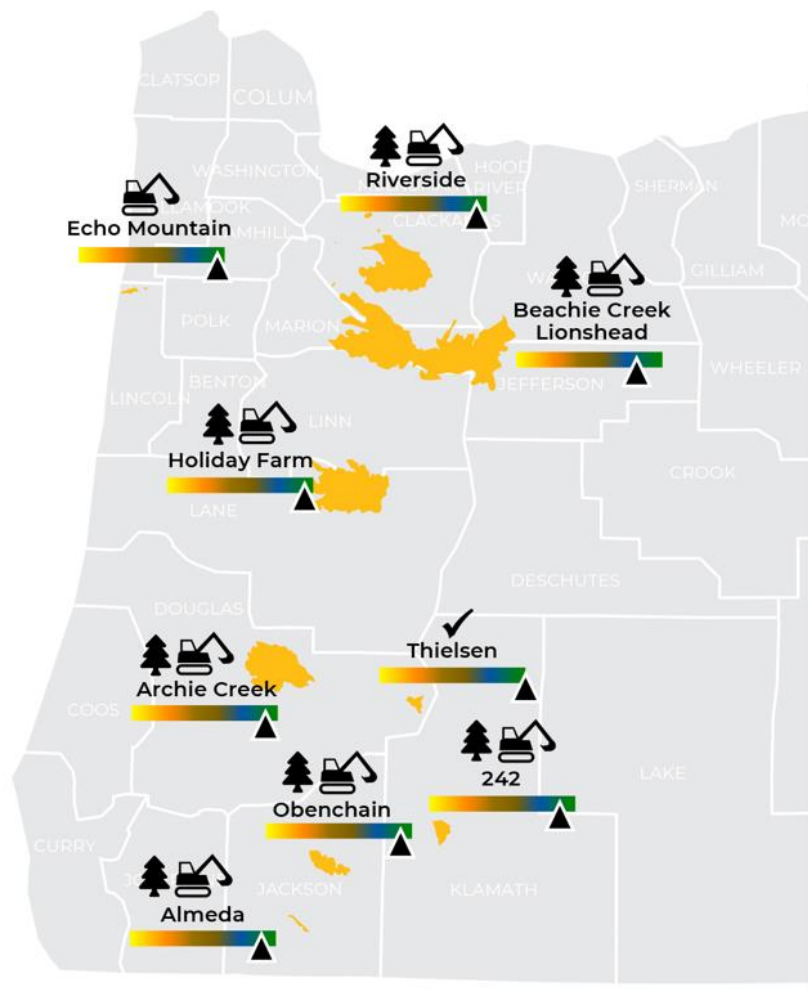 CLATSOP
COLUM
WASHINGTON
HOOD
RIVER
Riverside
SHERMAN
Echo Mountain
CLACKAMAS
GILLIAM
Beachie Creek
Lionshead
POLK
MARION
JEFFERSON
WHEELER
BENTON
LINCOLN
LINN
Holiday Farm
CROOK
LANE
DESCHUTES
DOUGLAS
Thielsen
Archie Creek
COOS
242
LAKE
Obenchain
CURRY
JACKSON
KLAMATH
Almeda